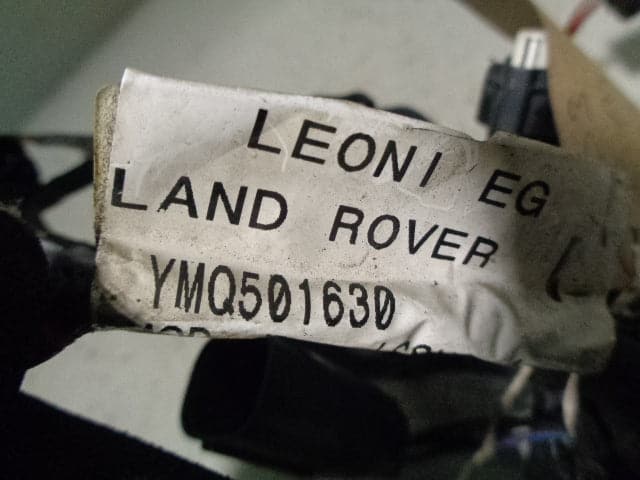 LEONI EG
LAND ROVER
YMQ501630